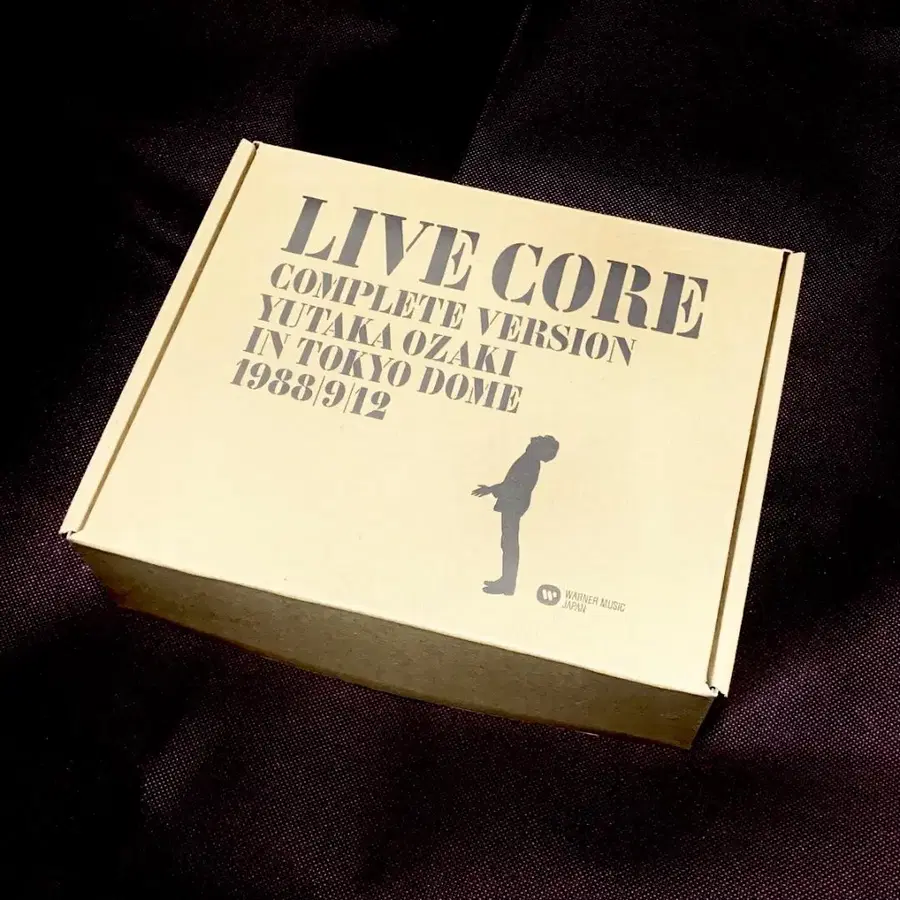 LIVE CORE
COMPLETE VERSION
YUTAKA OZAKI
IN TOKYO DOME
1988/9/12
WARNER MUSIC
JAPAN